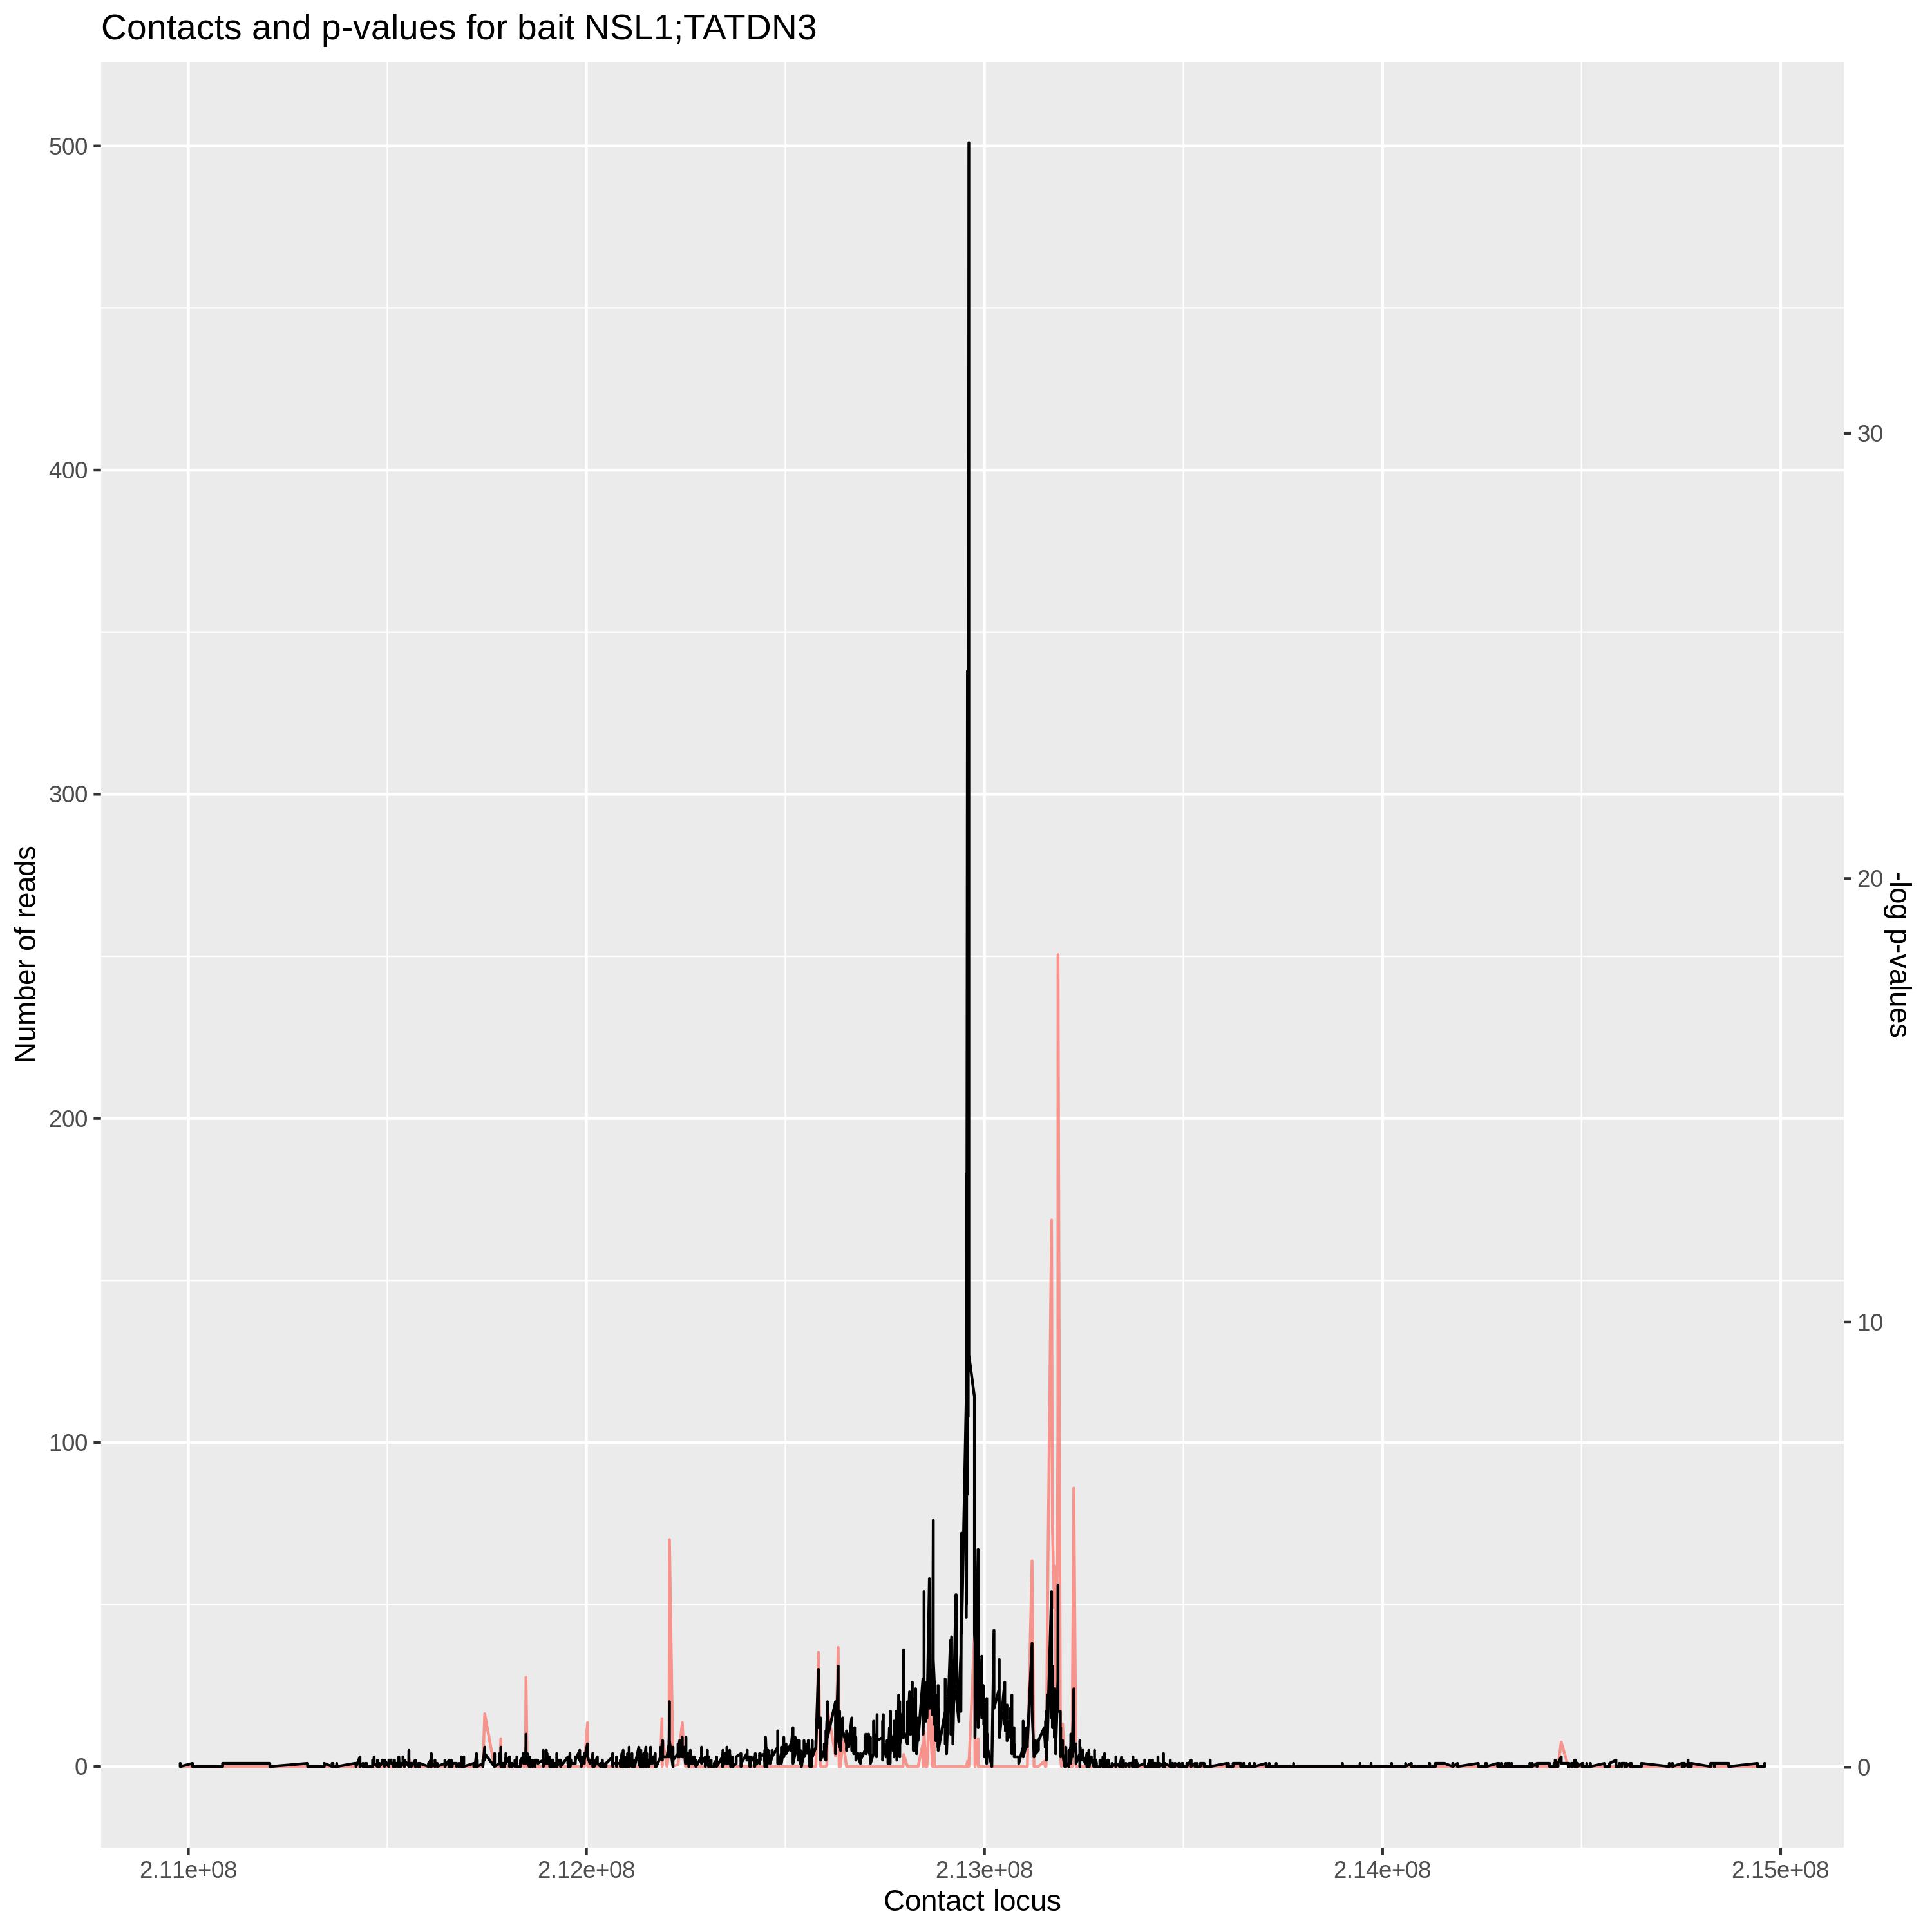 Contacts and p-values for bait NSL1;TATDN3
500
400
300
200
100
0
Number of reads
30
20
10
0
-log p-values
2.11e+08
2.12e+08
2.13e+08
2.14e+08
2.15e+08
Contact locus